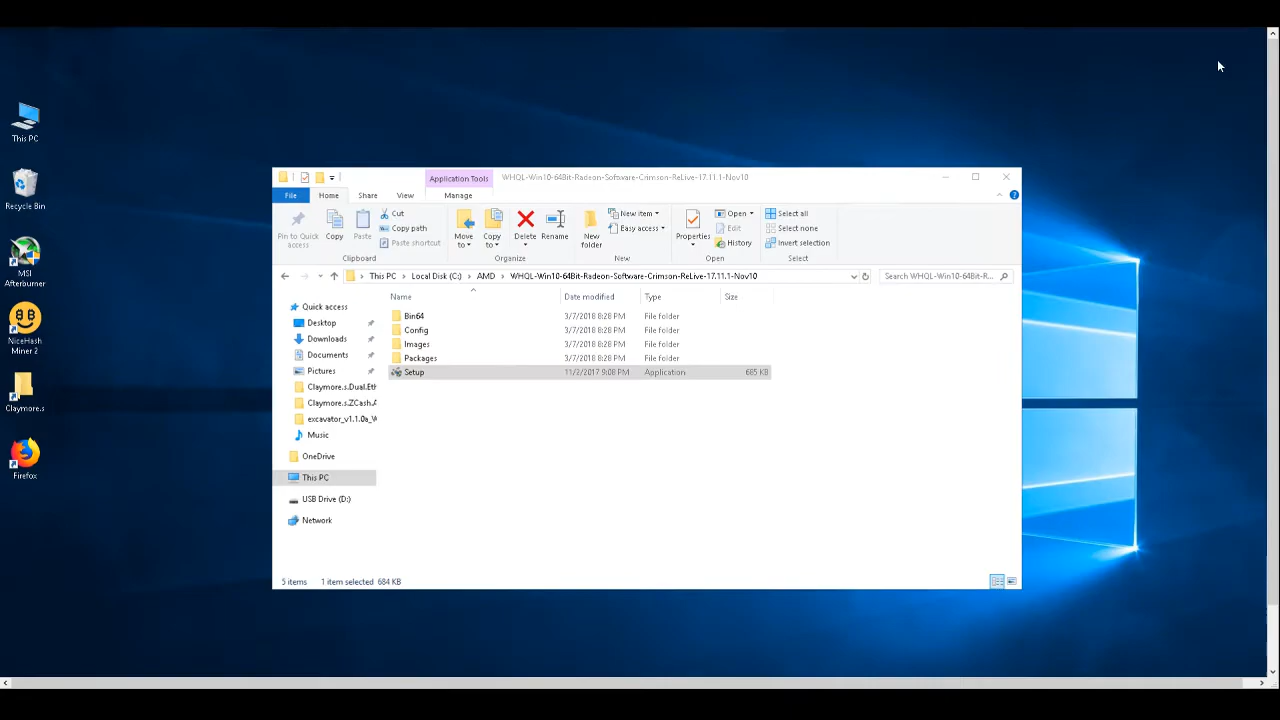 This PC
Recycle Bin
MSI
Afterburner
NiceHash
Miner 2
Claymore.s
Firefox
Application Tools
WHQL-Win10-64Bit-Radeon-Software-Crimson-ReLive-17.11.1-Nov10
File
Home
Share
View
Manage
Pin to Quick
access
Copy
Paste
Cut
Copy path
Paste shortcut
Clipboard
Move
to
Copy
to
Delete
Rename
Organize
New
folder
New item
Easy access
New
Properties
Open
Edit
History
Open
Select all
Select none
Invert selection
Select
This PC
Local Disk (C:)
AMD
WHQL-Win10-64Bit-Radeon-Software-Crimson-ReLive-17.11.1-Nov10
Search WHQL-Win10-64Bit-R...
Quick access
Desktop
Downloads
Documents
Pictures
Claymore.s.Dual.Eth
Claymore.s.ZCash.A
excavator_v1.1.0a_W
Music
OneDrive
This PC
USB Drive (D:)
Network
Name Date modified Type Size
Bin64 3/7/2018 8:28 PM File folder
Config 3/7/2018 8:28 PM File folder
Images 3/7/2018 8:28 PM File folder
Packages 3/7/2018 8:28 PM File folder
Setup 11/2/2017 9:08 PM Application 685 KB
5 items 1 item selected 684 KB